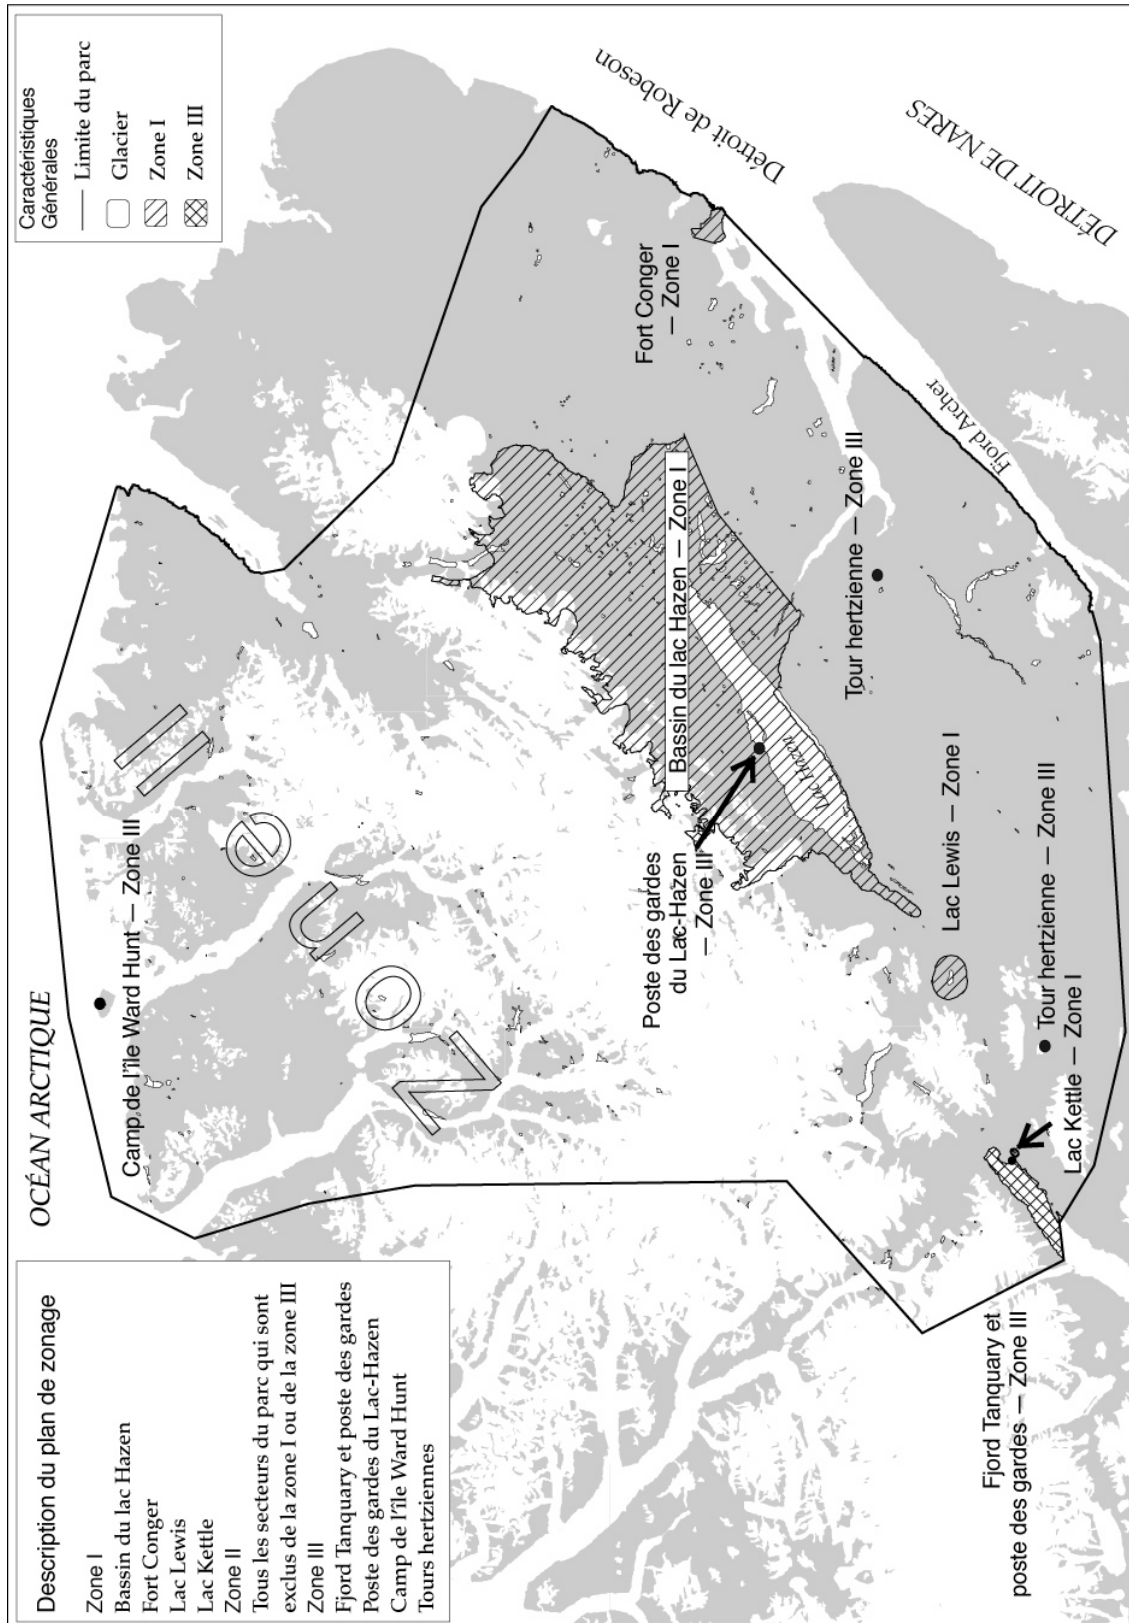 Description du plan de zonage
Zone I
Bassin du lac Hazen
Fort Conger
Lac Lewis
Lac Kettle
Zone II
Tous les secteurs du parc qui sont
exclus de la zone I ou de la zone III
Zone III
Fjord Tanquary et poste des gardes
Poste des gardes du Lac-Hazen
Camp de l'île Ward Hunt
Tours hertziennes
OCÉAN ARCTIQUE
Camp de l'île Ward Hunt — Zone III
Zone II
Caractéristiques
Générales
Limite du parc
Glacier
Zone I
Zone III
Détroit de Robeson
DÉTROIT DE NARES
Fort Conger
— Zone I
Bassin du lac Hazen — Zone I
Poste des gardes
du Lac-Hazen
— Zone III
Lac Hazen
Fjord Archer
Tour hertzienne — Zone III
Lac Lewis — Zone I
Tour hertzienne — Zone III
Lac Kettle — Zone I
Fjord Tanquary et
poste des gardes — Zone III